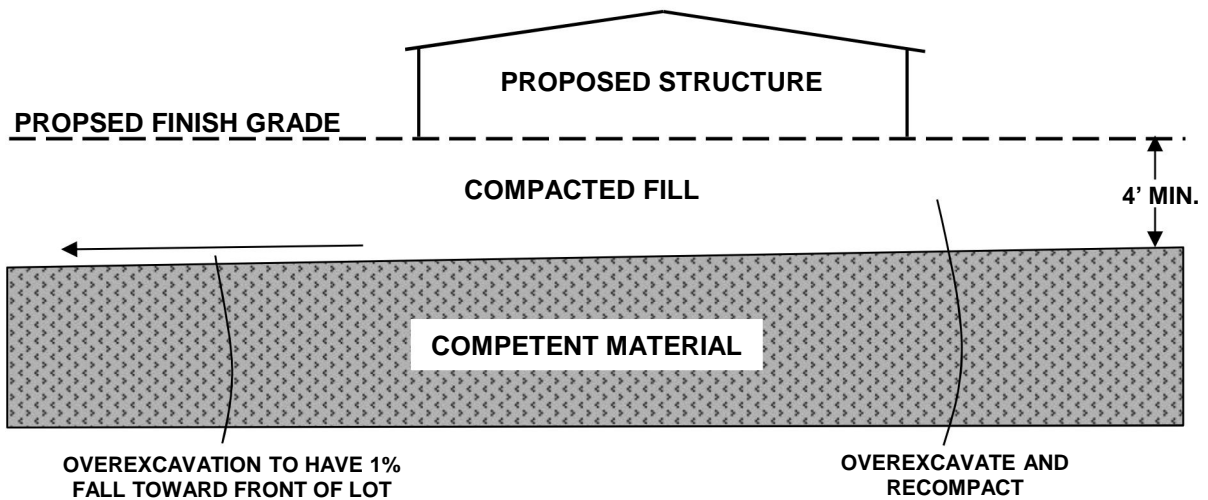 PROPOSED STRUCTURE
PROPSED FINISH GRADE
COMPACTED FILL
4’ MIN.
COMPETENT MATERIAL
OVEREXCAVATION TO HAVE 1%
FALL TOWARD FRONT OF LOT
OVEREXCAVATE AND
RECOMPACT